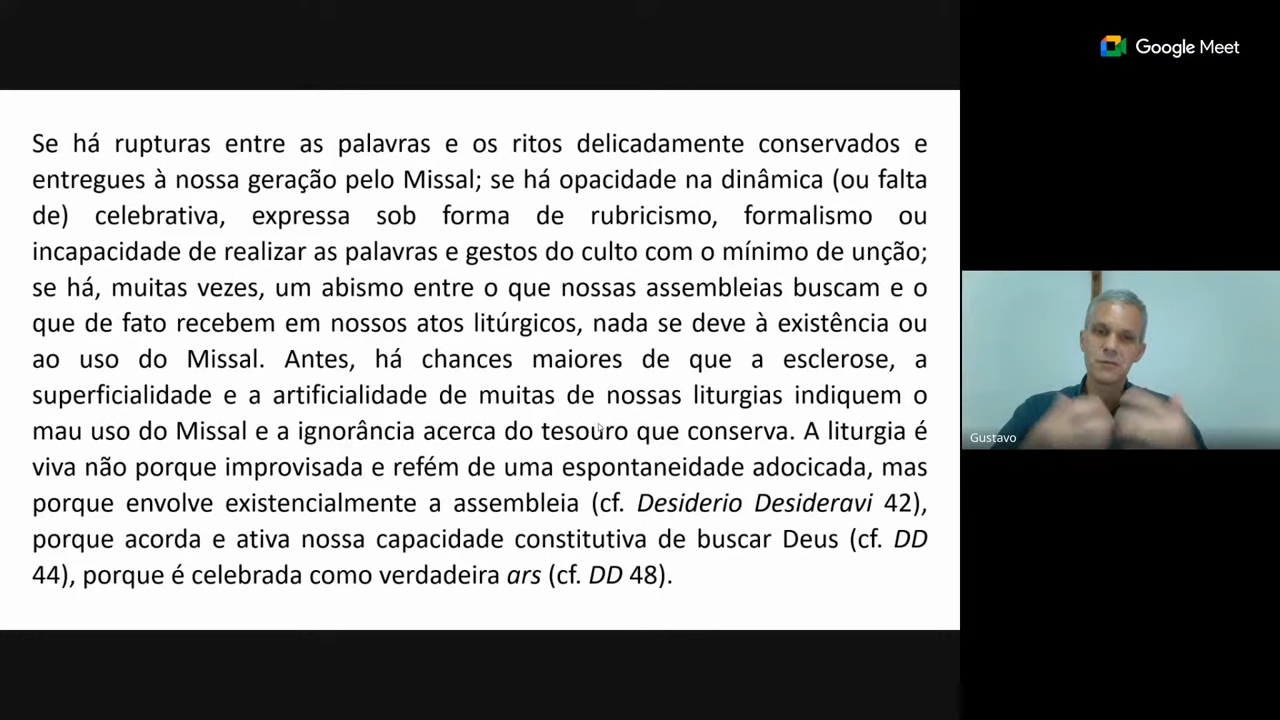 Se há rupturas entre as palavras e os ritos delicadamente conservados e
entregues à nossa geração pelo Missal; se há opacidade na dinâmica (ou falta
de) celebrativa, expressa sob forma de rubricismo, formalismo ou
incapacidade de realizar as palavras e gestos do culto com o mínimo de unção;
se há, muitas vezes, um abismo entre o que nossas assembleias buscam e o
que de fato recebem em nossos atos litúrgicos, nada se deve à existência ou
ao uso do Missal. Antes, há chances maiores de que a esclerose, a
superficialidade e a artificialidade de muitas de nossas liturgias indiquem o
mau uso do Missal e a ignorância acerca do tesouro que conserva. A liturgia é
viva não porque improvisada e refém de uma espontaneidade adocicada, mas
porque envolve existencialmente a assembleia (cf. Desiderio Desideravi 42),
porque acorda e ativa nossa capacidade constitutiva de buscar Deus (cf. DD
44), porque é celebrada como verdadeira ars (cf. DD 48).
Google Meet
Gustavo